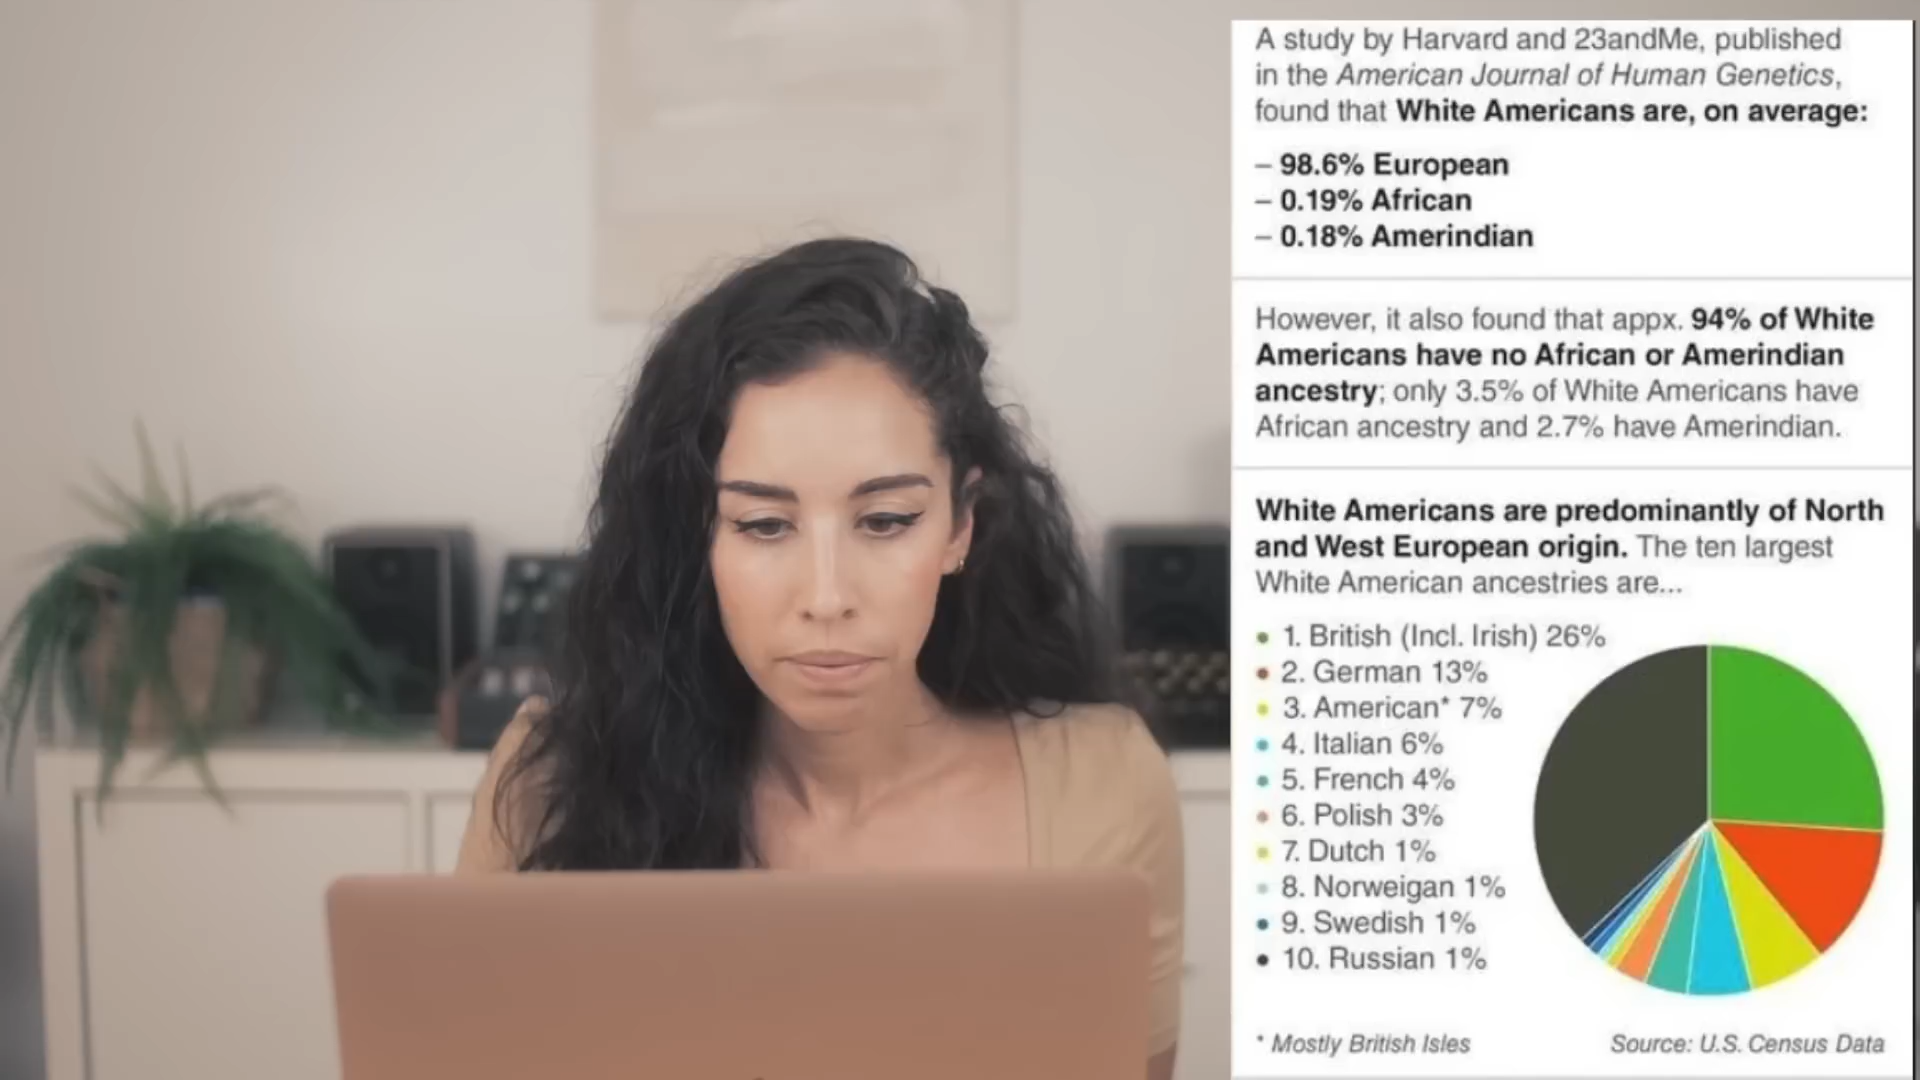 A study by Harvard and 23andMe, published
in the American Journal of Human Genetics,
found that White Americans are, on average:
– 98.6% European
– 0.19% African
– 0.18% Amerindian
However, it also found that appx. 94% of White
Americans have no African or Amerindian
ancestry; only 3.5% of White Americans have
African ancestry and 2.7% have Amerindian.
White Americans are predominantly of North
and West European origin. The ten largest
White American ancestries are...
• 1. British (Incl. Irish) 26%
• 2. German 13%
• 3. American* 7%
• 4. Italian 6%
• 5. French 4%
• 6. Polish 3%
• 7. Dutch 1%
• 8. Norweigan 1%
• 9. Swedish 1%
• 10. Russian 1%
* Mostly British Isles
Source: U.S. Census Data